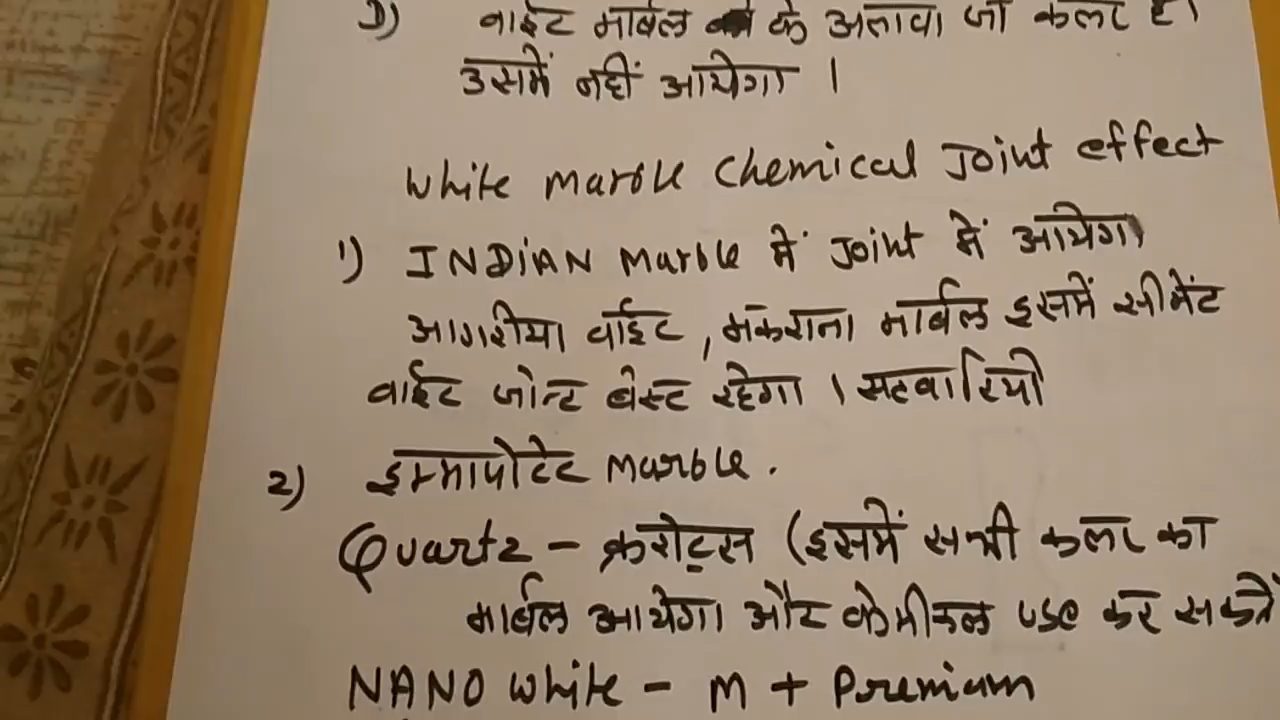 D) वाईट मार्बल के अलावा जो कलर है।
उसमें नहीं आयेगा ।
White marble Chemical Joint effect
1) INDiAN marble में Joint में आयेगा
आगरीया वाईट , मकराना मार्बल इसमें सीमेंट
वाईट जोन्ट बेस्ट रहेगा । सटवारियो
2) इम्मापोटेट marble .
Quartz – क्रारोट्स (इसमें सभी कलर का
मार्बल आयेगा और केमीकल use कर सकते
NANO white – m + Premium